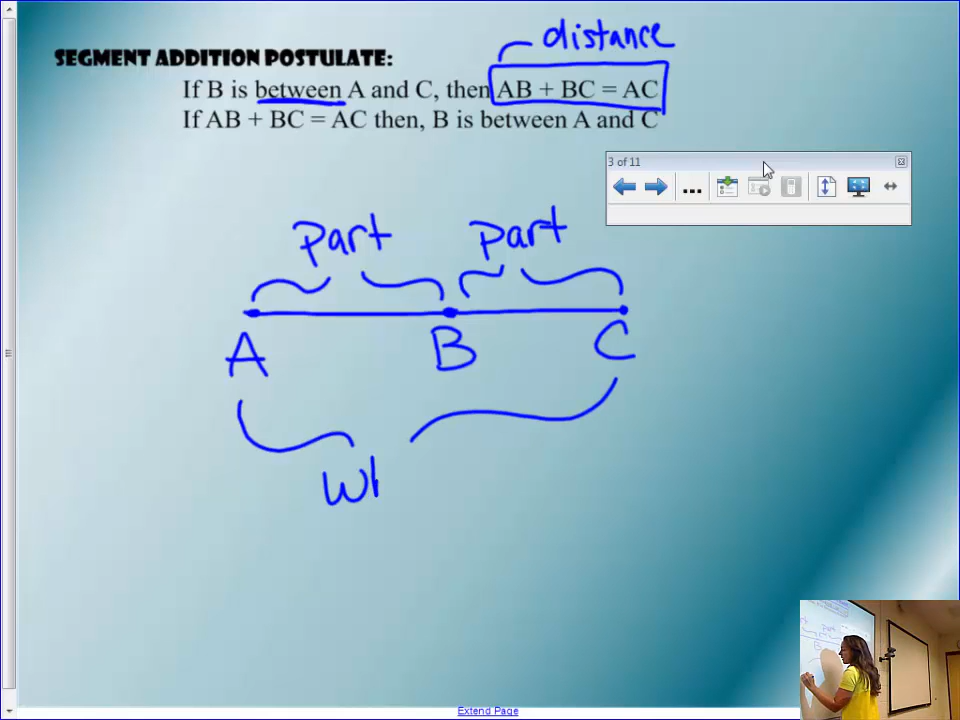 distance
SEGMENT ADDITION POSTULATE:
If B is between A and C, then AB + BC = AC
If AB + BC = AC then, B is between A and C
3 of 11
...
part part
A B C
Wh
Extend Page